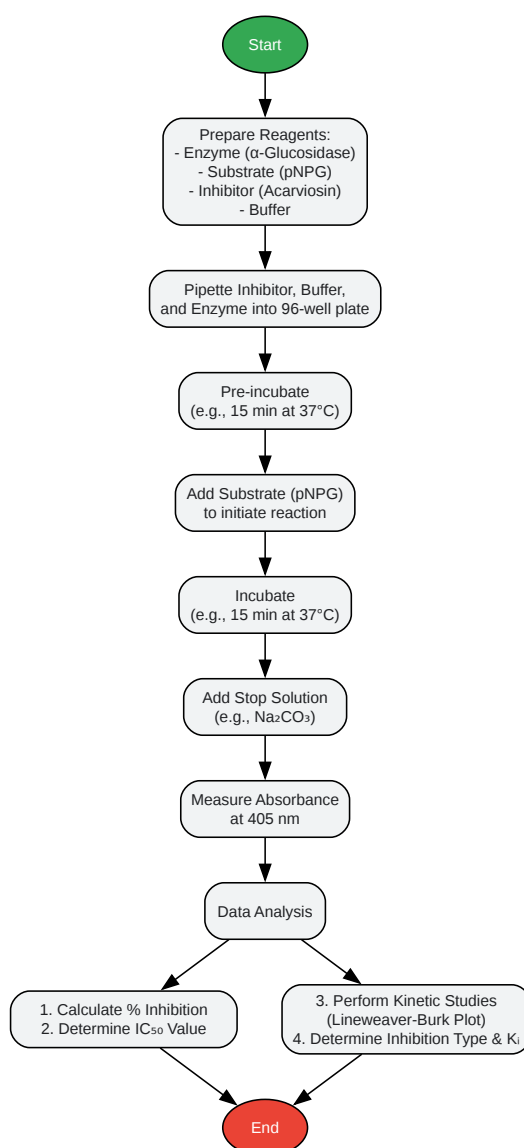 Start
Prepare Reagents:
- Enzyme (α-Glucosidase)
- Substrate (pNPG)
- Inhibitor (Acarviosin)
- Buffer
Pipette Inhibitor, Buffer,
and Enzyme into 96-well plate
Pre-incubate
(e.g., 15 min at 37°C)
Add Substrate (pNPG)
to initiate reaction
Incubate
(e.g., 15 min at 37°C)
Add Stop Solution
(e.g., Na₂CO₃)
Measure Absorbance
at 405 nm
Data Analysis
1. Calculate % Inhibition
2. Determine IC₅₀ Value
3. Perform Kinetic Studies
(Lineweaver-Burk Plot)
4. Determine Inhibition Type & Kᵢ
End